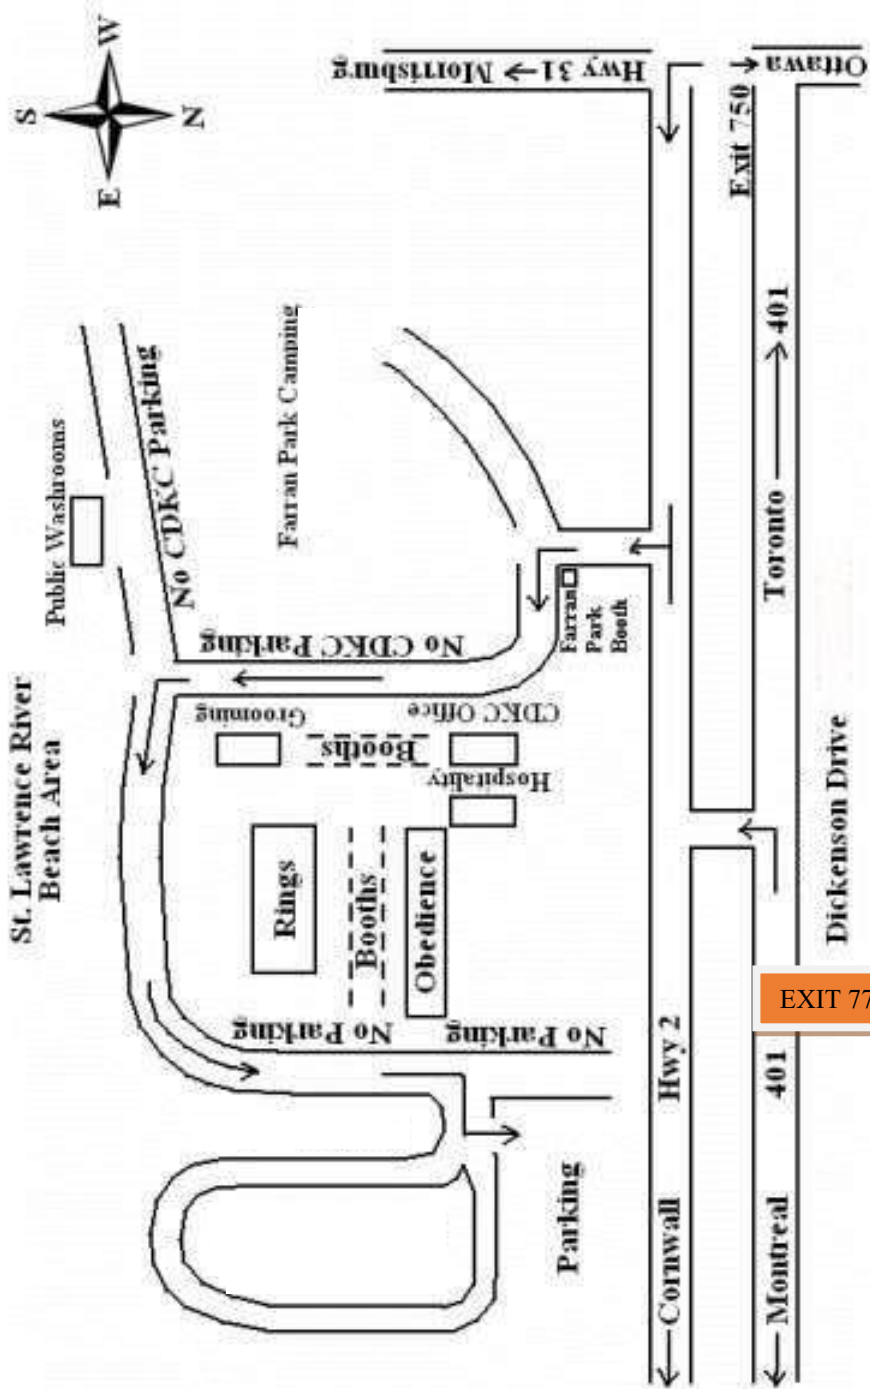 S
W
E
N
St. Lawrence River
Beach Area
Public Washrooms
No CDKC Parking
Farran Park Camping
No CDKC Parking
Grooming
Booths
CDKC Office
Hospitality
Rings
Booths
Obedience
No Parking
No Parking
Parking
Farran
Park
Booth
Hwy 31
Morrisburg
Ottawa
Exit 750
Cornwall
Hwy 2
Toronto
401
Montreal
401
EXIT 77
Dickenson Drive